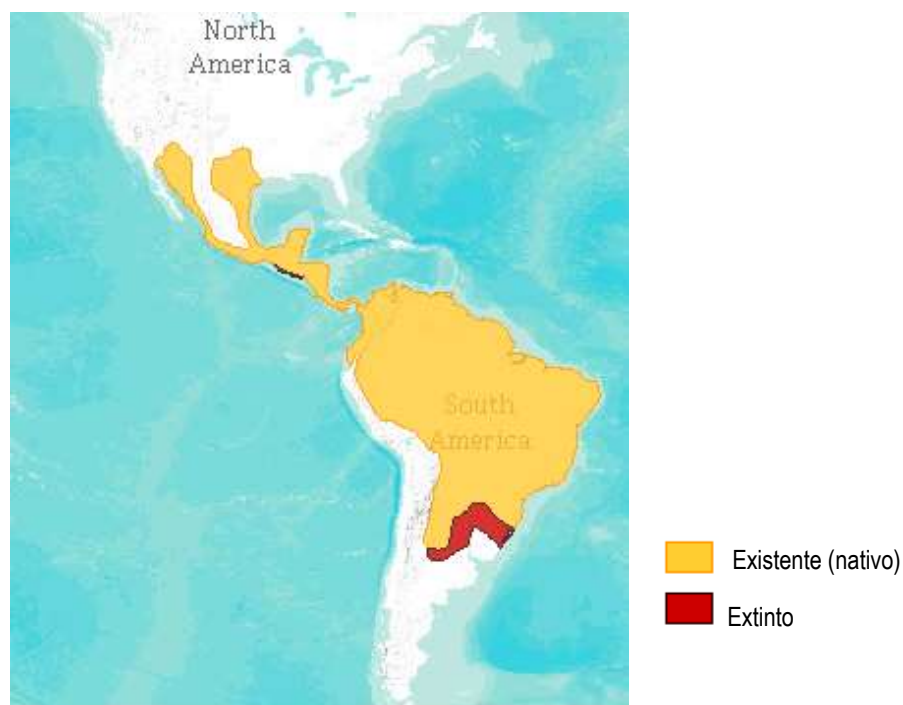 North
America
South
America
Existente (nativo)
Extinto